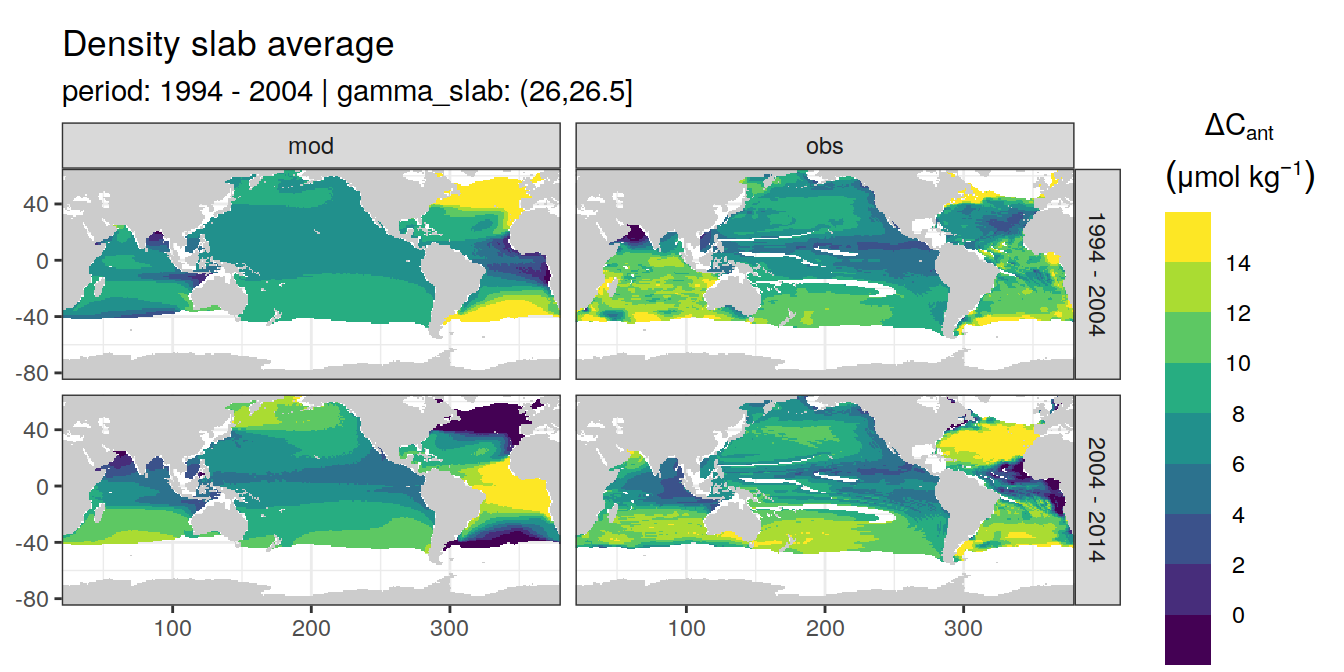 Density slab average
period: 1994 - 2004 | gamma_slab: (26,26.5]
mod
obs
40
0
-40
-80
1994 - 2004
40
0
-40
-80
2004 - 2014
100
200
300
100
200
300
ΔCant
(μmol kg⁻¹)
14
12
10
8
6
4
2
0